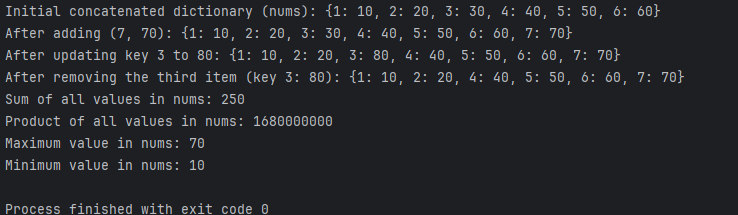 Initial concatenated dictionary (nums): {1: 10, 2: 20, 3: 30, 4: 40, 5: 50, 6: 60}
After adding (7, 70): {1: 10, 2: 20, 3: 30, 4: 40, 5: 50, 6: 60, 7: 70}
After updating key 3 to 80: {1: 10, 2: 20, 3: 80, 4: 40, 5: 50, 6: 60, 7: 70}
After removing the third item (key 3: 80): {1: 10, 2: 20, 4: 40, 5: 50, 6: 60, 7: 70}
Sum of all values in nums: 250
Product of all values in nums: 1680000000
Maximum value in nums: 70
Minimum value in nums: 10
Process finished with exit code 0